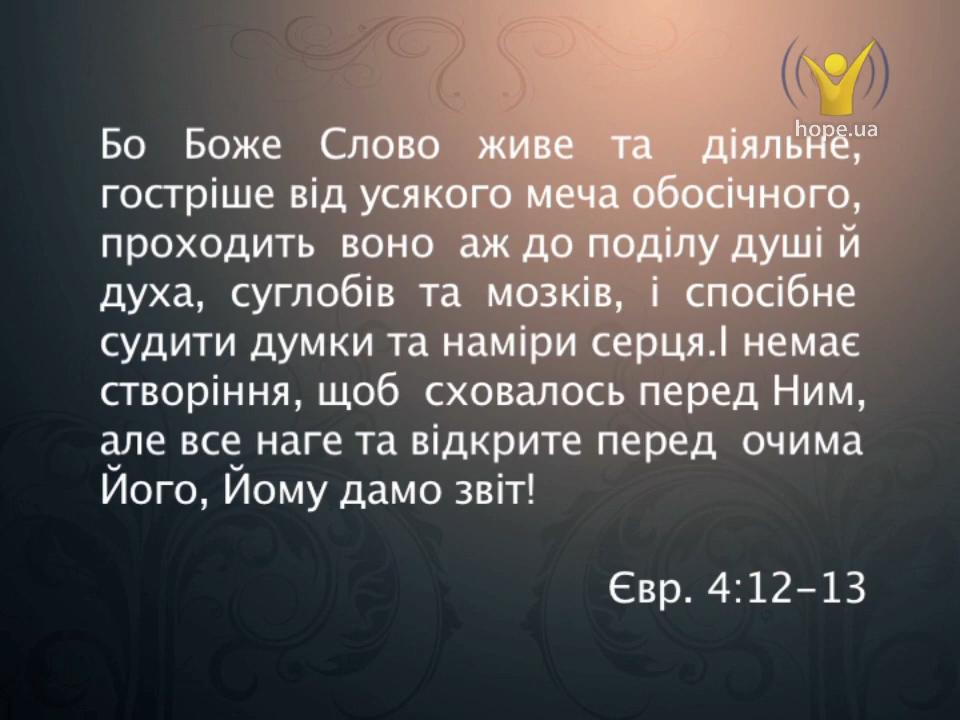 hope.ua
Бо Боже Слово живе та діяльне,
гостріше від усякого меча обосічного,
проходить воно аж до поділу душі й
духа, суглобів та мозків, і спосібне
судити думки та наміри серця.І немає
створіння, щоб сховалось перед Ним,
але все наге та відкрите перед очима
Його, Йому дамо звіт!
Євр. 4:12-13